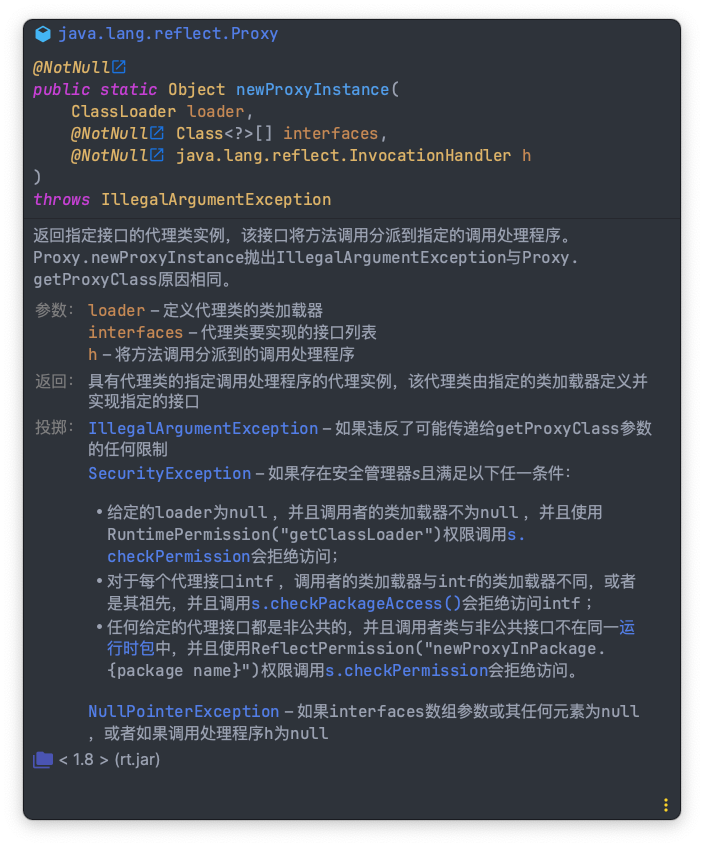 java.lang.reflect.Proxy
@NotNull
public static Object newProxyInstance(
ClassLoader loader,
@NotNull Class<?>[] interfaces,
@NotNull java.lang.reflect.InvocationHandler h
)
throws IllegalArgumentException
返回指定接口的代理类实例，该接口将方法调用分派到指定的调用处理程序。
Proxy.newProxyInstance抛出IllegalArgumentException与Proxy.
getProxyClass原因相同。
参数： loader – 定义代理类的类加载器
interfaces – 代理类要实现的接口列表
h – 将方法调用分派到的调用处理程序
返回： 具有代理类的指定调用处理程序的代理实例，该代理类由指定的类加载器定义并
实现指定的接口
投掷： IllegalArgumentException – 如果违反了可能传递给getProxyClass参数
的任何限制
SecurityException – 如果存在安全管理器s且满足以下任一条件：
• 给定的loader为null ，并且调用者的类加载器不为null ，并且使用
RuntimePermission("getClassLoader")权限调用s.
checkPermission会拒绝访问；
• 对于每个代理接口intf ，调用者的类加载器与intf的类加载器不同，或者
是其祖先，并且调用s.checkPackageAccess()会拒绝访问intf ；
• 任何给定的代理接口都是非公共的，并且调用者类与非公共接口不在同一运
行时包中，并且使用ReflectPermission("newProxyInPackage.
{package name}")权限调用s.checkPermission会拒绝访问。
NullPointerException – 如果interfaces数组参数或其任何元素为null
，或者如果调用处理程序h为null
< 1.8 > (rt.jar)